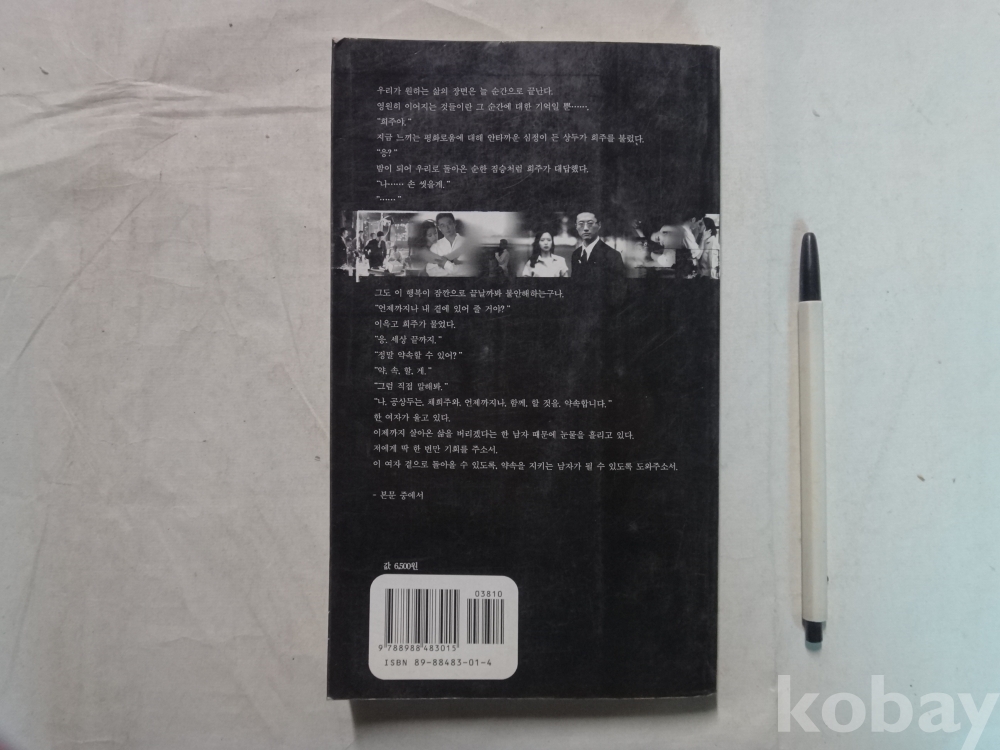 우리가 원하는 삶의 장면은 늘 순간으로 끝난다.
영원히 이어지는 것들이란 그 순간에 대한 기억일 뿐…….
"희주야."
지금 느끼는 평화로움에 대해 안타까운 심정이 든 상두가 희주를 불렀다.
"응?"
밤이 되어 우리로 돌아온 순한 짐승처럼 희주가 대답했다.
"나…… 손 씻을게."
"……"
그도 이 행복이 잠깐으로 끝날까봐 불안해하는구나.
"언제까지나 내 곁에 있어 줄 거야?"
이윽고 희주가 물었다.
"응. 세상 끝까지."
"정말 약속할 수 있어?"
"약, 속, 할, 게."
"그럼 직접 말해봐."
"나, 공상두는, 채희주와, 언제까지나, 함께, 할 것을, 약속합니다."
한 여자가 울고 있다.
이제까지 살아온 삶을 버리겠다는 한 남자 때문에 눈물을 흘리고 있다.
저에게 딱 한 번만 기회를 주소서.
이 여자 곁으로 돌아올 수 있도록, 약속을 지키는 남자가 될 수 있도록 도와주소서.
- 본문 중에서
값 6,500원
03810
9 788988 483015
ISBN 89-88483-01-4
kobay